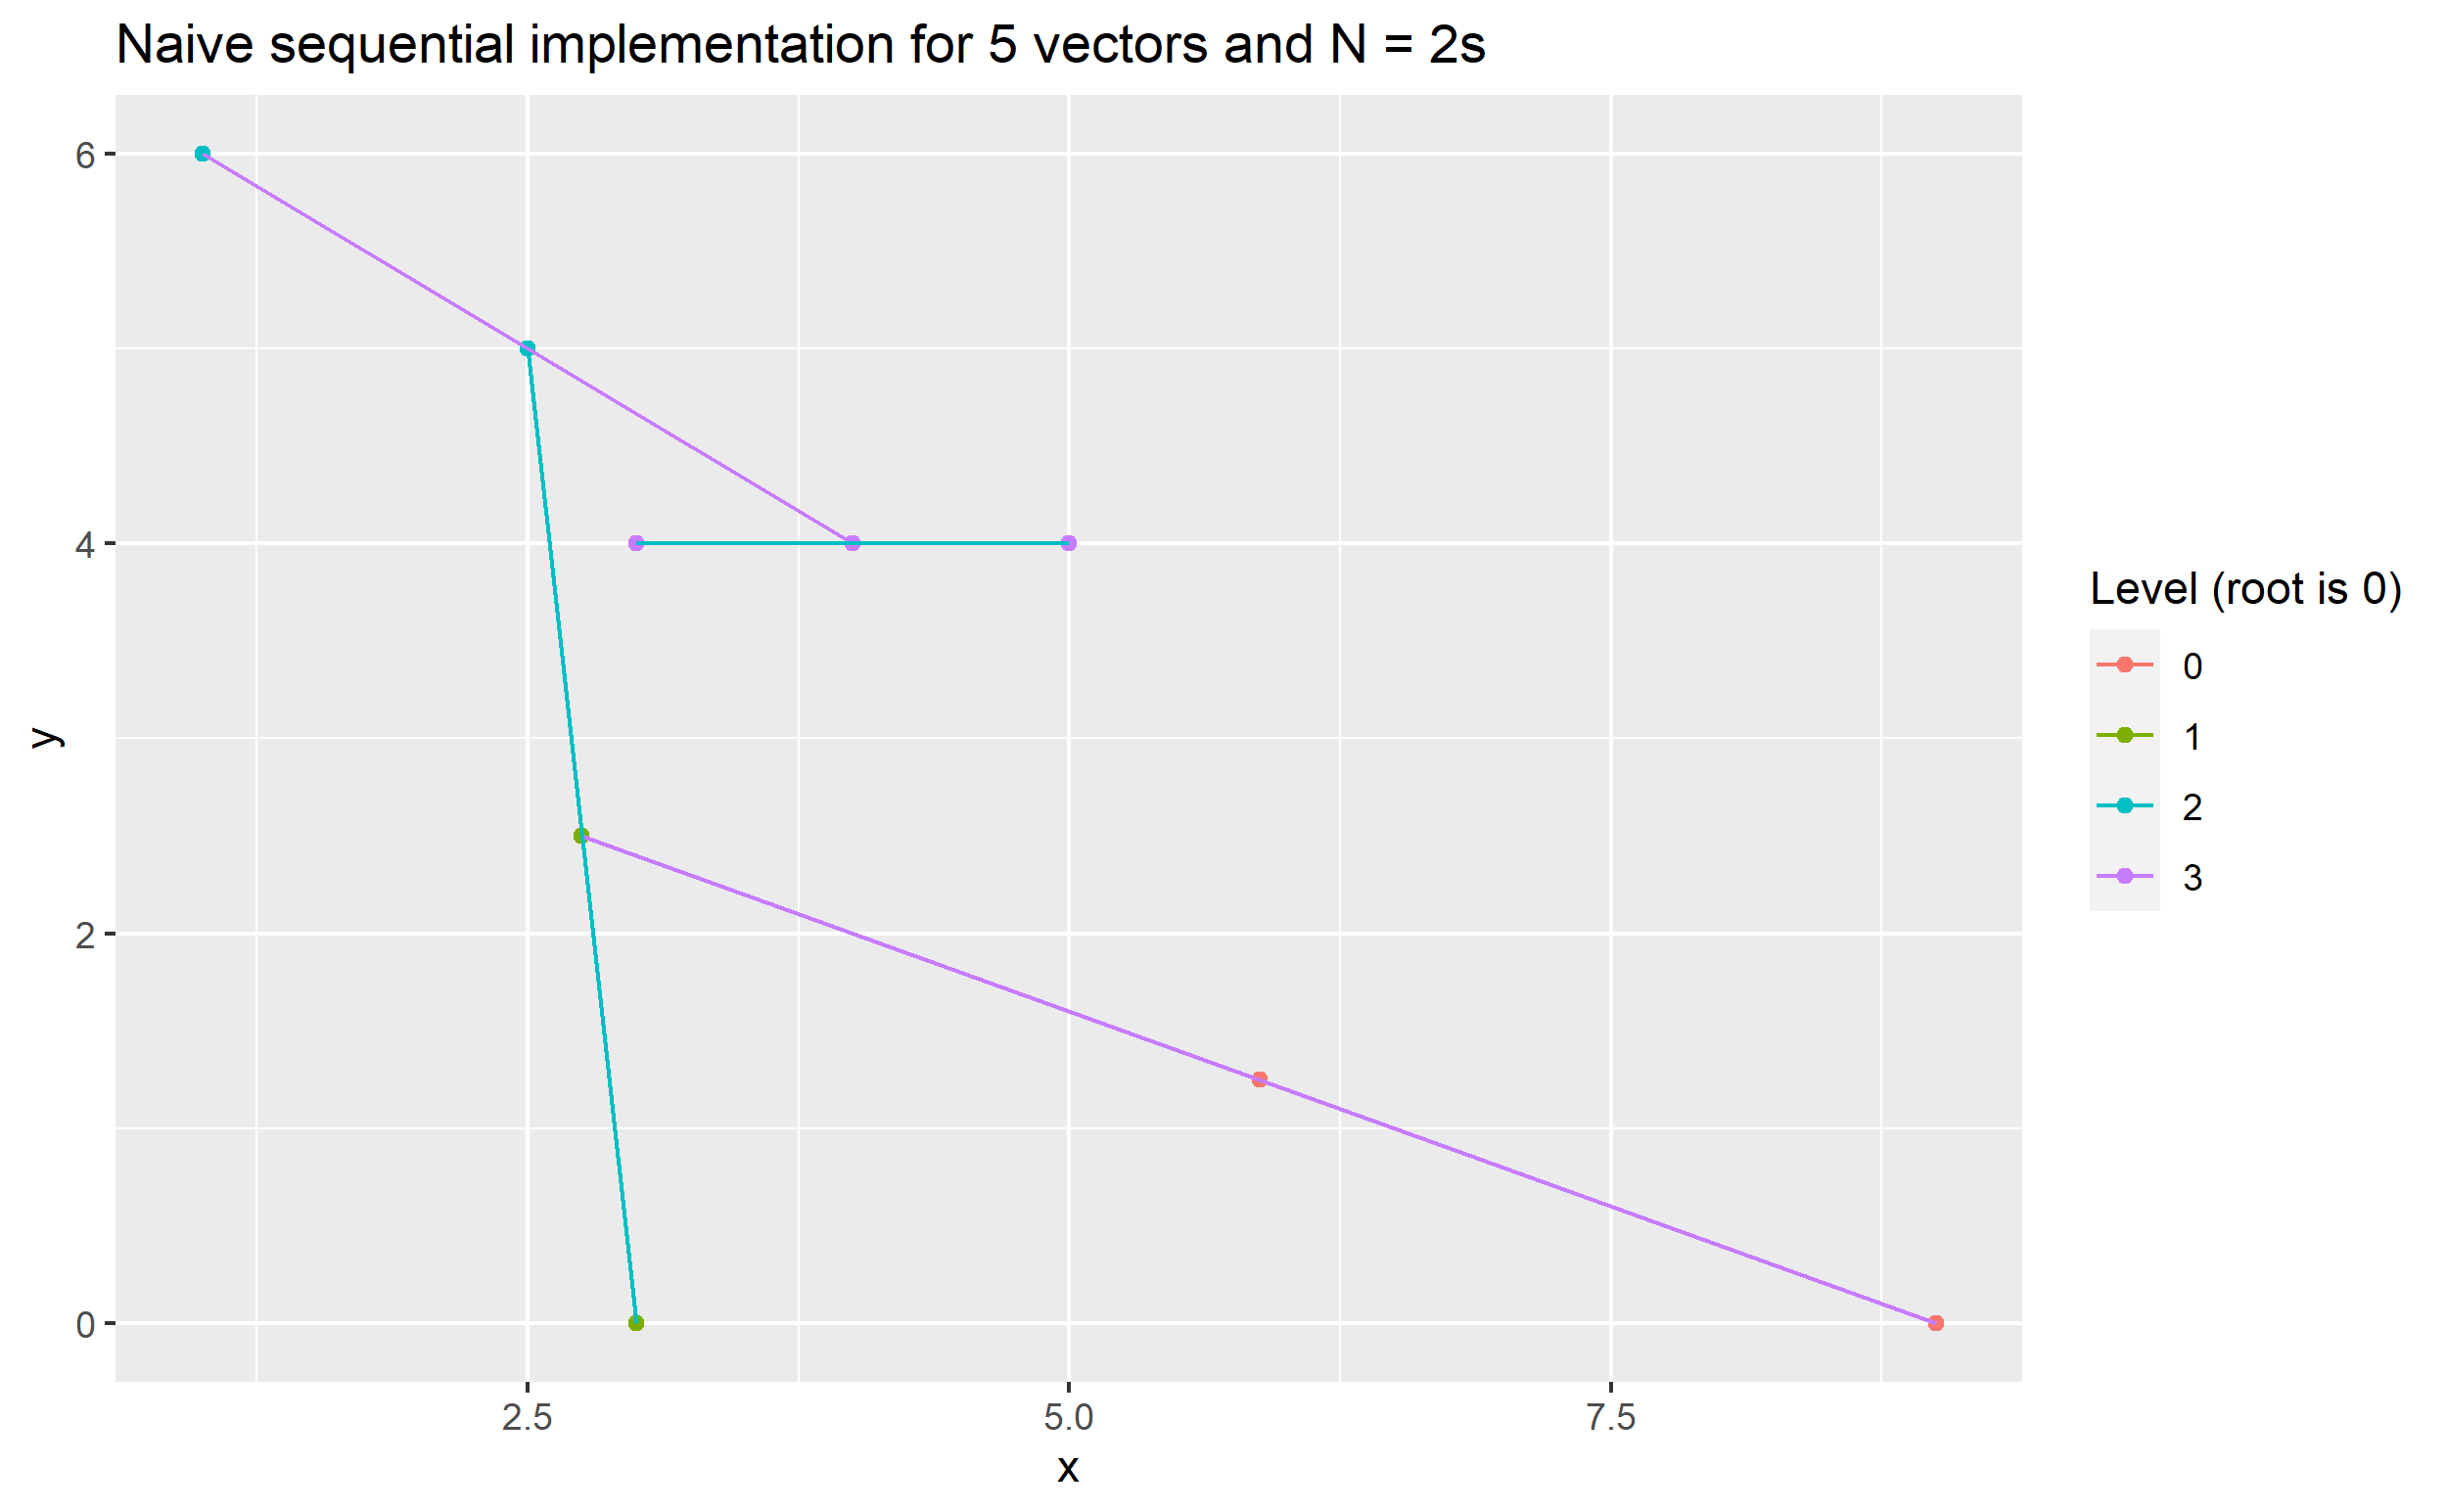 Naive sequential implementation for 5 vectors and N = 2s
6
4
2
0
y
2.5 5.0 7.5
x
Level (root is 0)
0
1
2
3